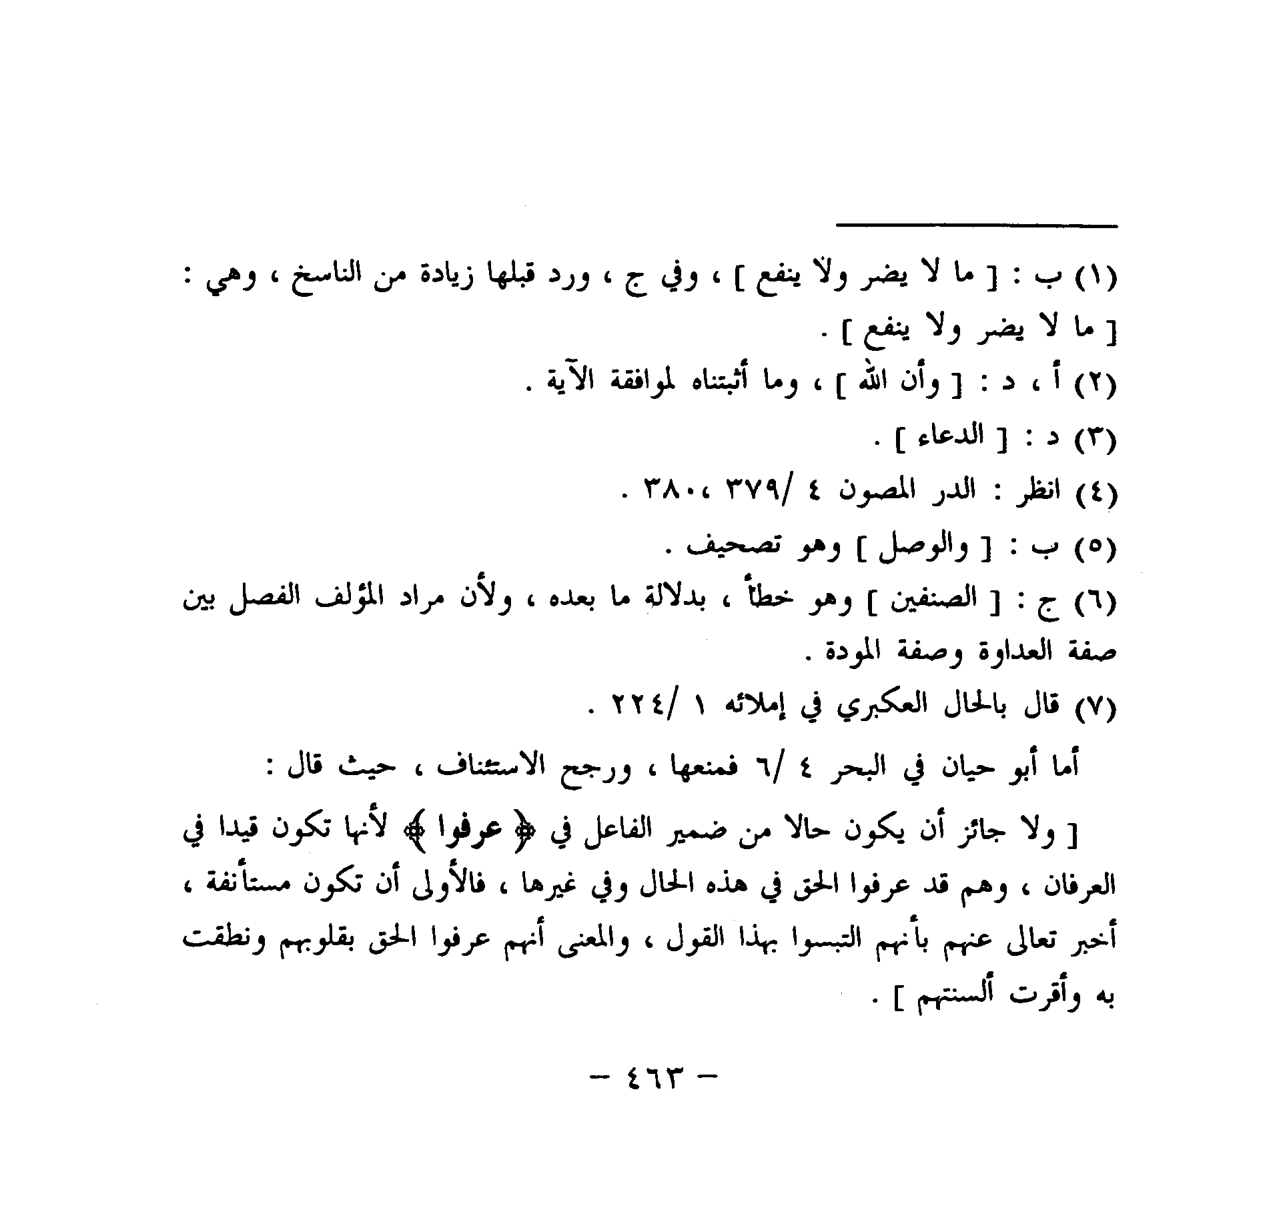 (١) ب : [ ما لا يضر ولا ينفع ] ، وفي ج ، ورد قبلها زيادة من الناسخ ، وهي :
[ ما لا يضر ولا ينفع ] .
(٢) أ ، د : [ وأن الله ] ، وما أثبتناه لموافقة الآية .
(٣) د : [ الدعاء ] .
(٤) انظر : الدر المصون ٤ /٣٧٩ ،٣٨٠ .
(٥) ب : [ والوصل ] وهو تصحيف .
(٦) ج : [ الصنفين ] وهو خطأ ، بدلالة ما بعده ، ولأن مراد المؤلف الفصل بين
صفة العداوة وصفة المودة .
(٧) قال بالحال العكبري في إملائه ١ /٢٢٤ .
أما أبو حيان في البحر ٤ /٦ فمنعها ، ورجح الاستئناف ، حيث قال :
[ ولا جائز أن يكون حالا من ضمير الفاعل في ﴿ عرفوا ﴾ لأنها تكون قيدا في
العرفان ، وهم قد عرفوا الحق في هذه الحال وفي غيرها ، فالأولى أن تكون مستأنفة ،
أخبر تعالى عنهم بأنهم التبسوا بهذا القول ، والمعنى أنهم عرفوا الحق بقلوبهم ونطقت
به وأقرت ألسنتهم ] .
– ٤٦٣ –